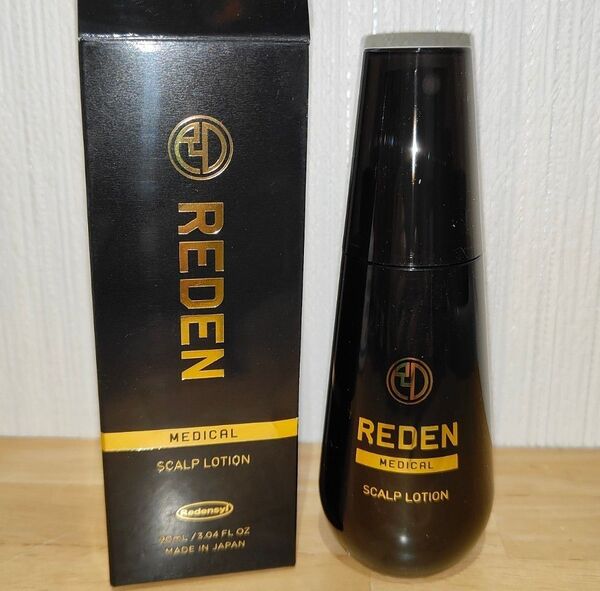 REDEN
MEDICAL
SCALP LOTION
Redensyl
90mL / 3.04 FL OZ
MADE IN JAPAN
REDEN
MEDICAL
SCALP LOTION